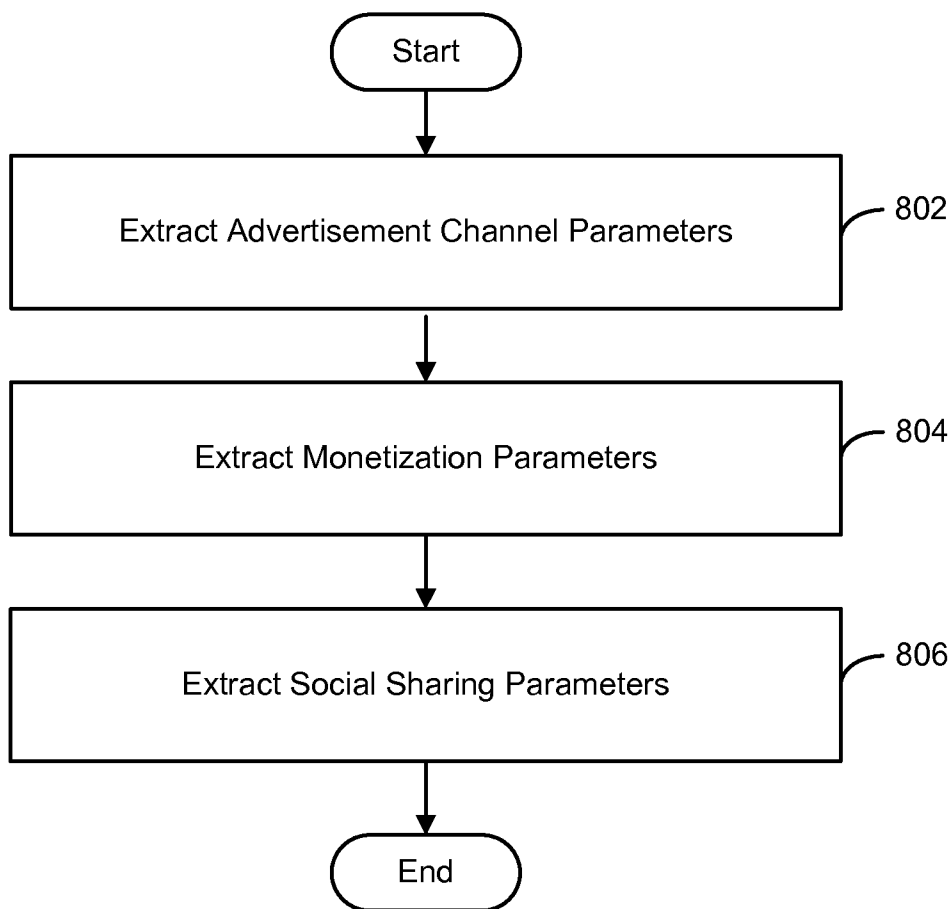 Start
Extract Advertisement Channel Parameters
802
Extract Monetization Parameters
804
Extract Social Sharing Parameters
806
End